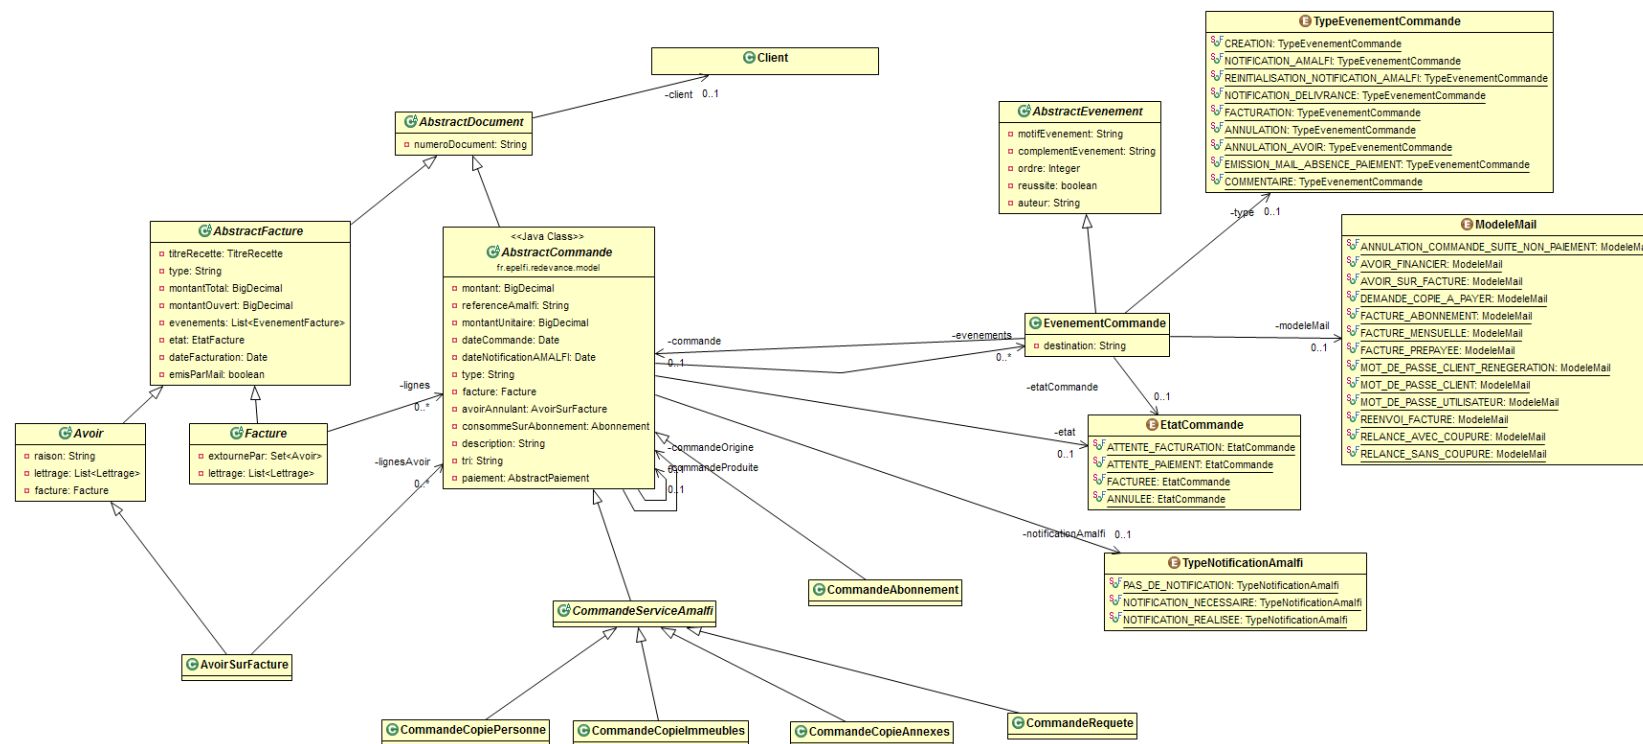 Client
-client 0..1
AbstractDocument
numeroDocument: String
AbstractFacture
titreRecette: TitreRecette
type: String
montantTotal: BigDecimal
montantOuvert: BigDecimal
evenements: List<EvenementFacture>
etat: EtatFacture
dateFacturation: Date
emisParMail: boolean
<<Java Class>>
AbstractCommande
fr.epelfi.redevance.model
montant: BigDecimal
referenceAmalfi: String
montantUnitaire: BigDecimal
dateCommande: Date
dateNotificationAMALFI: Date
type: String
facture: Facture
avoirAnnulant: AvoirSurFacture
consommeSurAbonnement: Abonnement
description: String
tri: String
paiement: AbstractPaiement
-lignes
0..*
-lignesAvoir
0..*
Avoir
raison: String
lettrage: List<Lettrage>
facture: Facture
Facture
extournePar: Set<Avoir>
lettrage: List<Lettrage>
AvoirSurFacture
-commandeOrigine
-commandeProduite
0..1
CommandeAbonnement
CommandeServiceAmalfi
CommandeCopiePersonne
CommandeCopieImmeubles
CommandeCopieAnnexes
CommandeRequete
AbstractEvenement
motifEvenement: String
complementEvenement: String
ordre: Integer
reussite: boolean
auteur: String
-commande
0..1
-evenements
0..*
EvenementCommande
destination: String
-type 0..1
TypeEvenementCommande
CREATION: TypeEvenementCommande
NOTIFICATION_AMALFI: TypeEvenementCommande
REINITIALISATION_NOTIFICATION_AMALFI: TypeEvenementCommande
NOTIFICATION_DELIVRANCE: TypeEvenementCommande
FACTURATION: TypeEvenementCommande
ANNULATION: TypeEvenementCommande
ANNULATION_AVOIR: TypeEvenementCommande
EMISSION_MAIL_ABSENCE_PAIEMENT: TypeEvenementCommande
COMMENTAIRE: TypeEvenementCommande
-modeleMail
0..1
ModeleMail
ANNULATION_COMMANDE_SUITE_NON_PAIEMENT: ModeleMa
AVOIR_FINANCIER: ModeleMail
AVOIR_SUR_FACTURE: ModeleMail
DEMANDE_COPIE_A_PAYER: ModeleMail
FACTURE_ABONNEMENT: ModeleMail
FACTURE_MENSUELLE: ModeleMail
FACTURE_PREPAYEE: ModeleMail
MOT_DE_PASSE_CLIENT_RENEGERATION: ModeleMail
MOT_DE_PASSE_CLIENT: ModeleMail
MOT_DE_PASSE_UTILISATEUR: ModeleMail
REENVOI_FACTURE: ModeleMail
RELANCE_AVEC_COUPURE: ModeleMail
RELANCE_SANS_COUPURE: ModeleMail
-etatCommande
0..1
-etat
0..1
EtatCommande
ATTENTE_FACTURATION: EtatCommande
ATTENTE_PAIEMENT: EtatCommande
FACTUREE: EtatCommande
ANNULEE: EtatCommande
-notificationAmalfi 0..1
TypeNotificationAmalfi
PAS_DE_NOTIFICATION: TypeNotificationAmalfi
NOTIFICATION_NECESSAIRE: TypeNotificationAmalfi
NOTIFICATION_REALISEE: TypeNotificationAmalfi